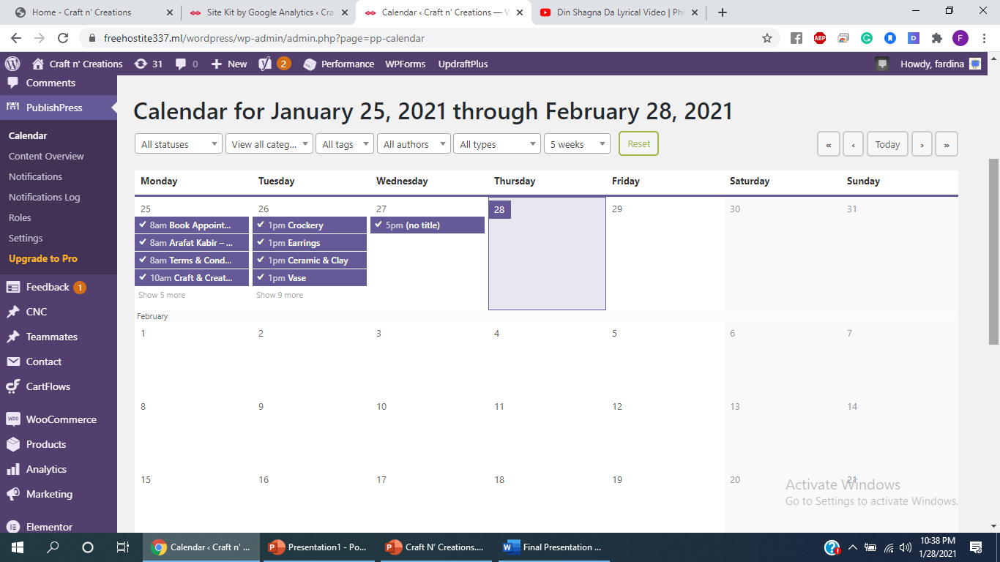 Home - Craft n' Creations
Site Kit by Google Analytics ‹ Cra
Calendar ‹ Craft n' Creations — W
Din Shagna Da Lyrical Video | Phi
freehostite337.ml/wordpress/wp-admin/admin.php?page=pp-calendar
Craft n' Creations 31 0 New 2 Performance WPForms UpdraftPlus Howdy, fardina
Comments
PublishPress
Calendar
Content Overview
Notifications
Notifications Log
Roles
Settings
Upgrade to Pro
Feedback 1
CNC
Teammates
Contact
CartFlows
WooCommerce
Products
Analytics
Marketing
Elementor
Calendar for January 25, 2021 through February 28, 2021
All statuses View all categ... All tags All authors All types 5 weeks Reset « ‹ Today › »
Monday Tuesday Wednesday Thursday Friday Saturday Sunday
25 26 27 28 29 30 31
8am Book Appoint... 1pm Crockery 5pm (no title)
8am Arafat Kabir – ... 1pm Earrings
8am Terms & Cond... 1pm Ceramic & Clay
10am Craft & Creat... 1pm Vase
Show 5 more Show 9 more
February
1 2 3 4 5 6 7
8 9 10 11 12 13 14
15 16 17 18 19 20 21
Activate Windows
Go to Settings to activate Windows.
Calendar ‹ Craft n' ... Presentation1 - Po... Craft N' Creations.... Final Presentation ...
10:38 PM
1/28/2021